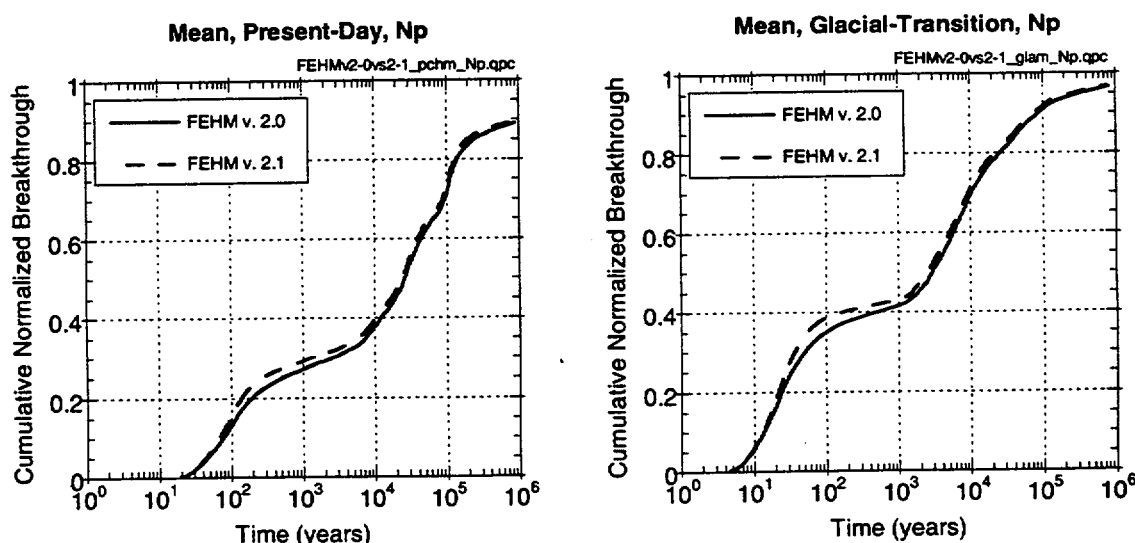 Mean, Present-Day, Np
FEHMv2-0vs2-1_pchm_Np.qpc
FEHM v. 2.0
FEHM v. 2.1
Cumulative Normalized Breakthrough
1
0.8
0.6
0.4
0.2
0
10^0 10^1 10^2 10^3 10^4 10^5 10^6
Time (years)
Mean, Glacial-Transition, Np
FEHMv2-0vs2-1_glam_Np.qpc
FEHM v. 2.0
FEHM v. 2.1
Cumulative Normalized Breakthrough
1
0.8
0.6
0.4
0.2
0
10^0 10^1 10^2 10^3 10^4 10^5 10^6
Time (years)